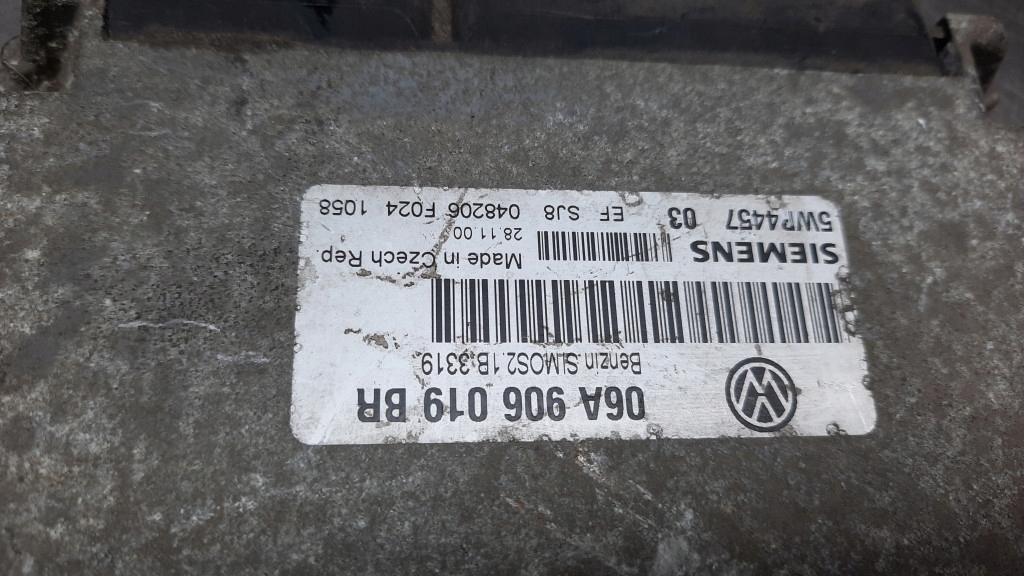 06A 906 019 BR
Benzin SIMOS2 1B:3319
SIEMENS
Made in Czech Rep
28.11.00
5WP4457 03
EF SJ8 048206 F024 1058